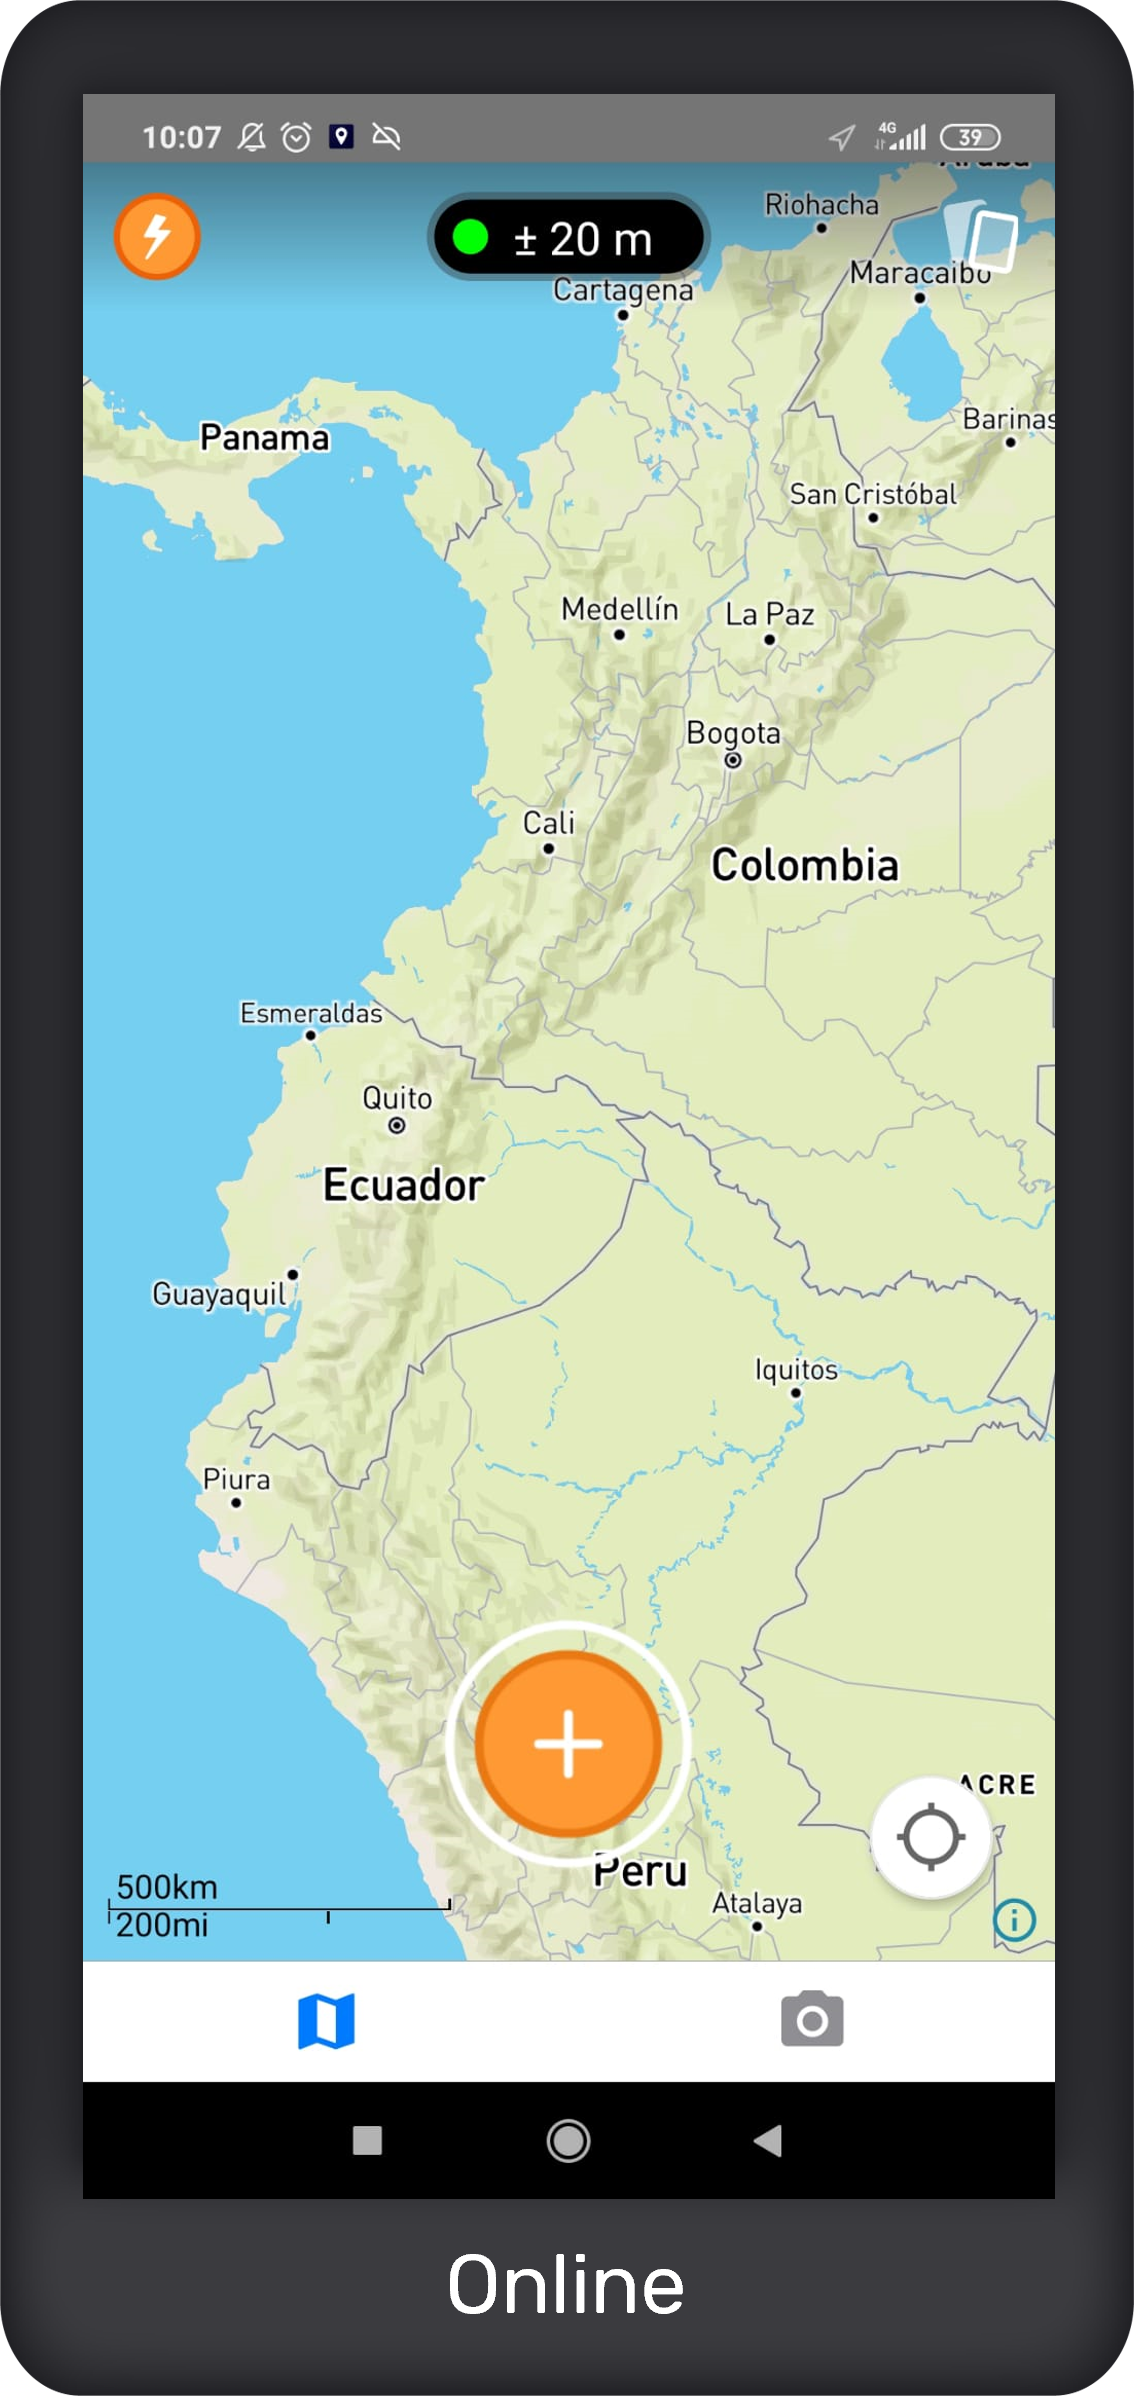 10:07
4G
39
Aruba
± 20 m
Riohacha
Maracaibo
Cartagena
Barinas
Panama
San Cristóbal
Medellín
La Paz
Bogota
Cali
Colombia
Esmeraldas
Quito
Ecuador
Guayaquil
Iquitos
Piura
ACRE
Peru
500km
200mi
Atalaya
Online